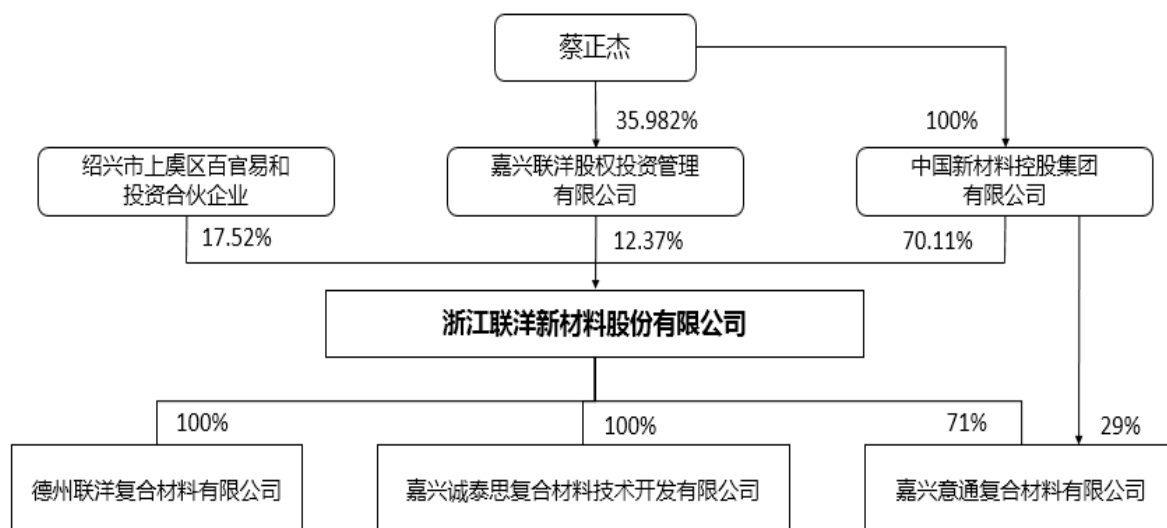 蔡正杰
35.982%
100%
绍兴市上虞区百官易和
投资合伙企业
嘉兴联洋股权投资管理
有限公司
中国新材料控股集团
有限公司
17.52%
12.37%
70.11%
浙江联洋新材料股份有限公司
100%
100%
71%
29%
德州联洋复合材料有限公司
嘉兴诚泰思复合材料技术开发有限公司
嘉兴意通复合材料有限公司